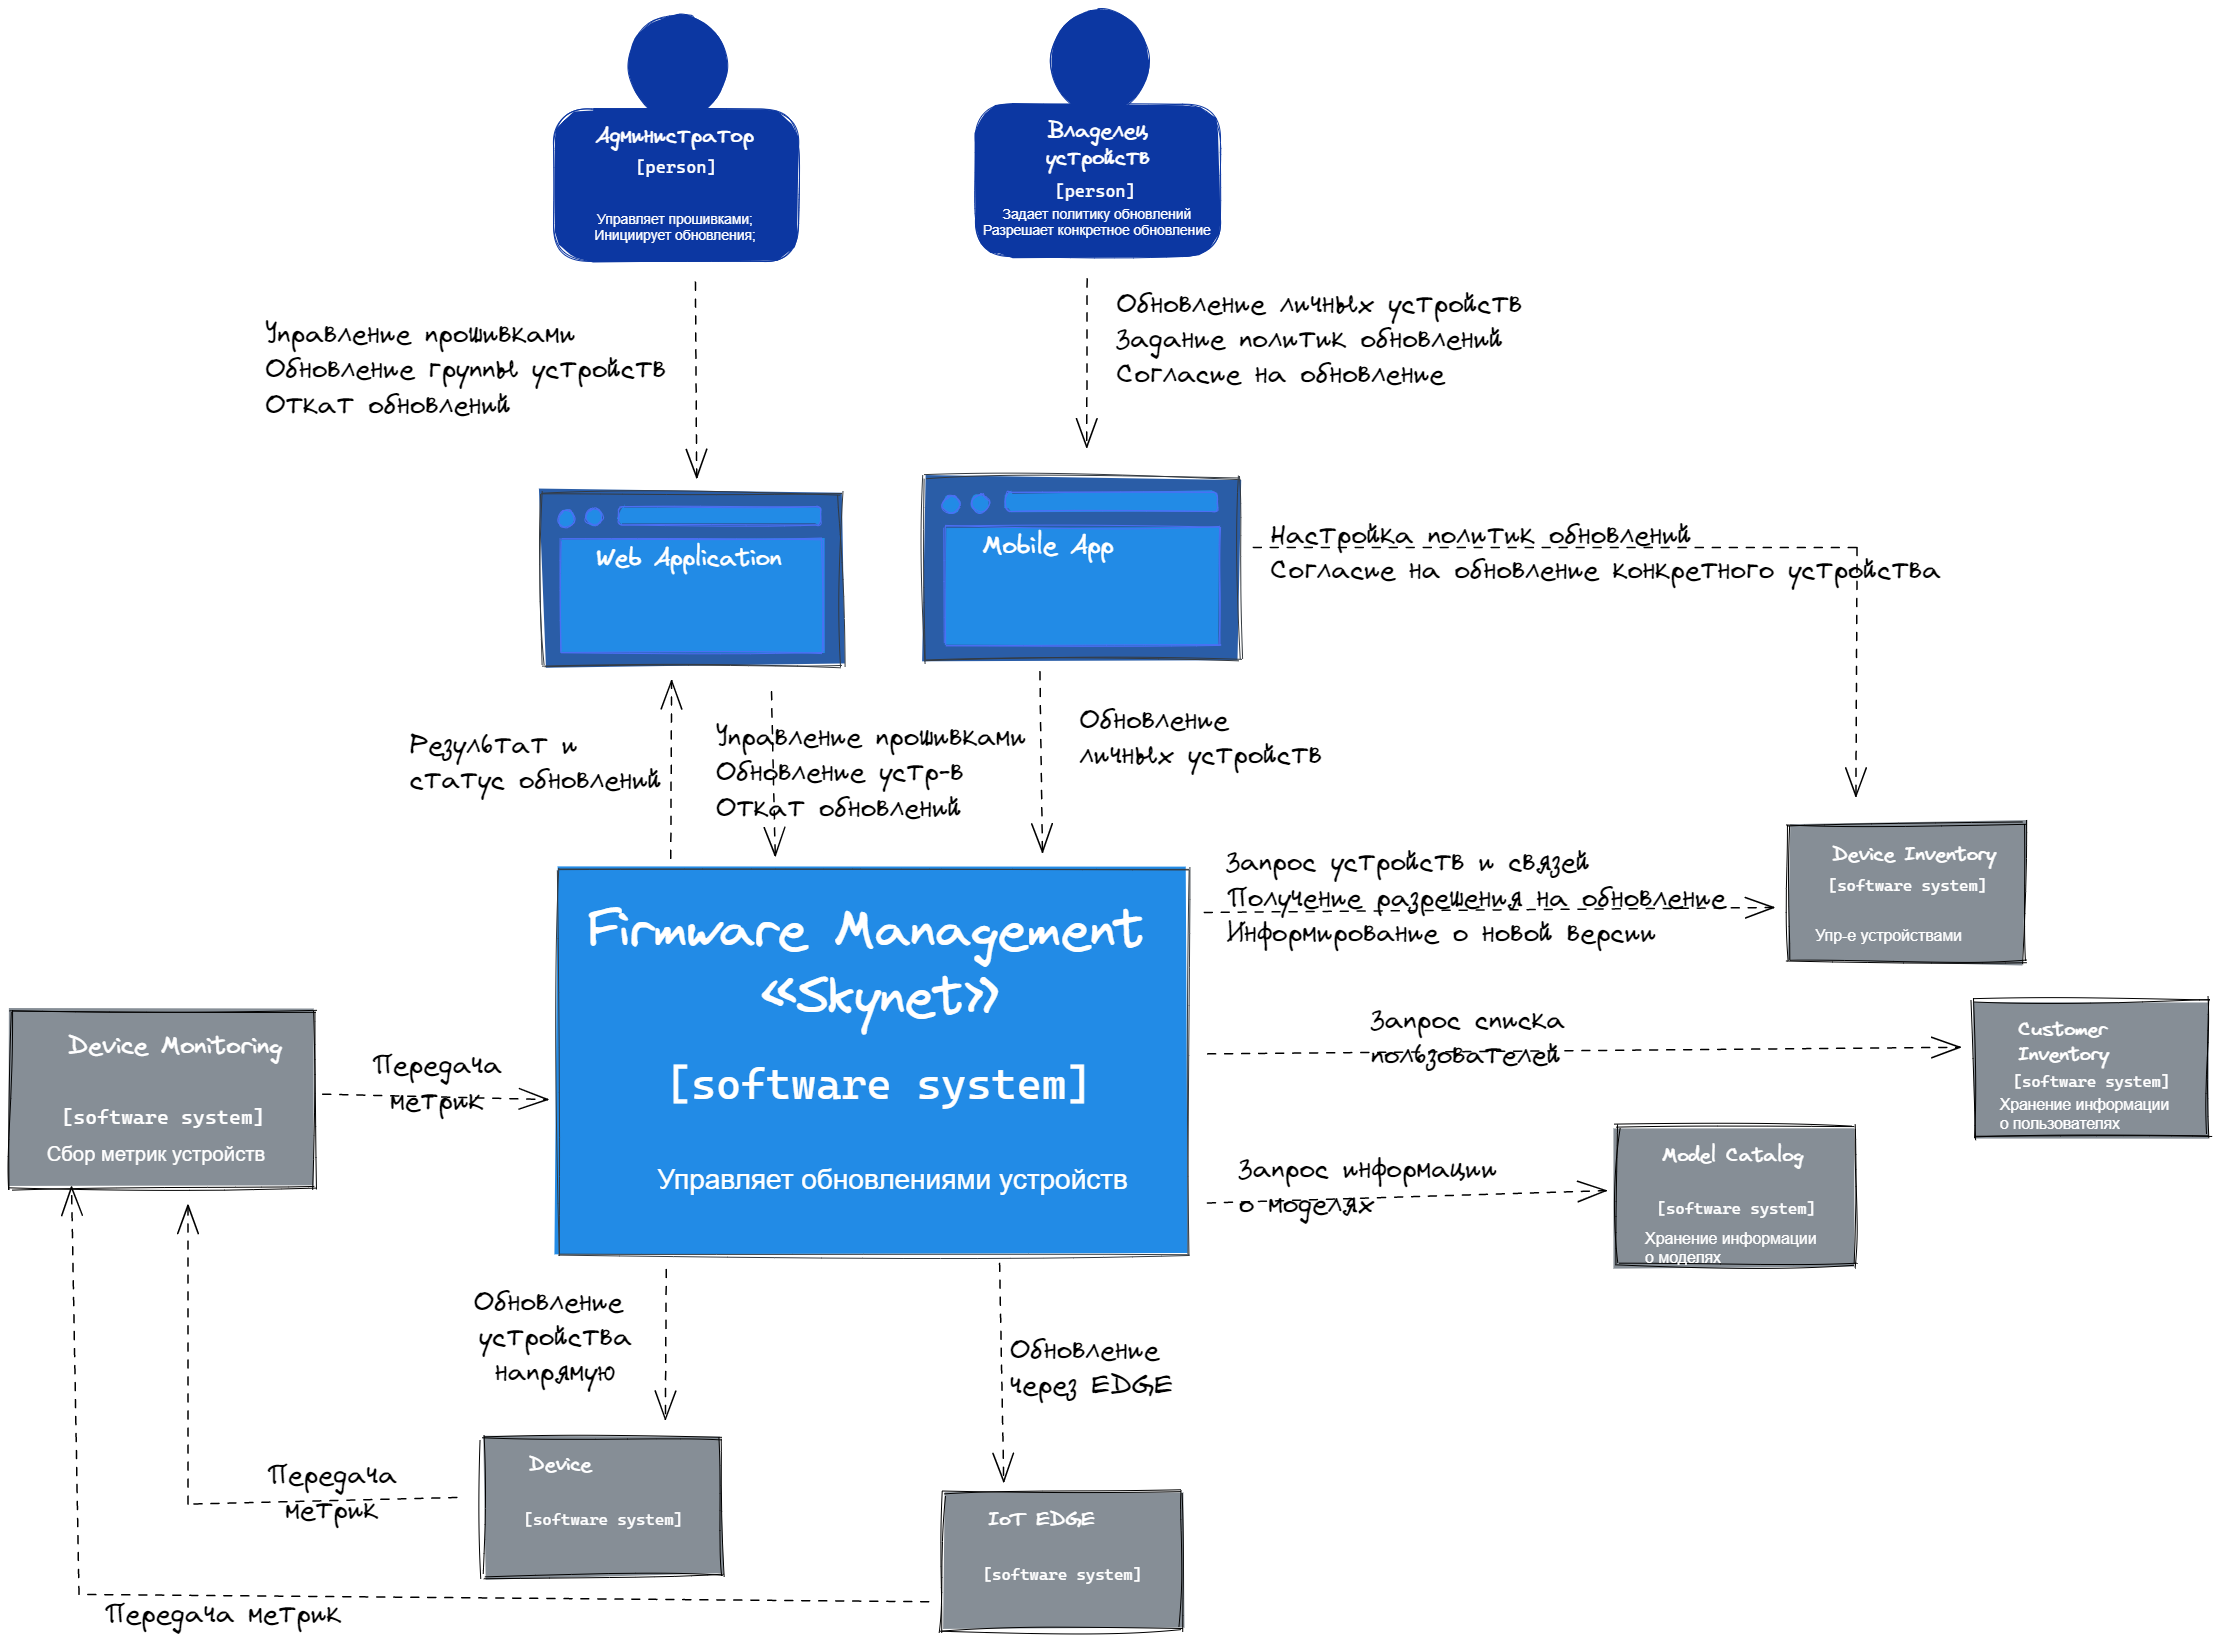 Администратор
[person]
Управляет прошивками;
Инициирует обновления;
Владелец
устройств
[person]
Задает политику обновлений
Разрешает конкретное обновление
Управление прошивками
Обновление группы устройств
Откат обновлений
Обновление личных устройств
Задание политик обновлений
Согласие на обновление
Web Application
Mobile App
Настройка политик обновлений
Согласие на обновление конкретного устройства
Результат и
статус обновлений
Управление прошивками
Обновление устр-в
Откат обновлений
Обновление
личных устройств
Firmware Management
«Skynet»
[software system]
Управляет обновлениями устройств
Запрос устройств и связей
Получение разрешения на обновление
Информирование о новой версии
Device Inventory
[software system]
Упр-е устройствами
Запрос списка
пользователей
Customer
Inventory
[software system]
Хранение информации
о пользователях
Запрос информации
о моделях
Model Catalog
[software system]
Хранение информации
о моделях
Device Monitoring
[software system]
Сбор метрик устройств
Передача
метрик
Обновление
устройства
напрямую
Обновление
через EDGE
Device
[software system]
IoT EDGE
[software system]
Передача
метрик
Передача метрик